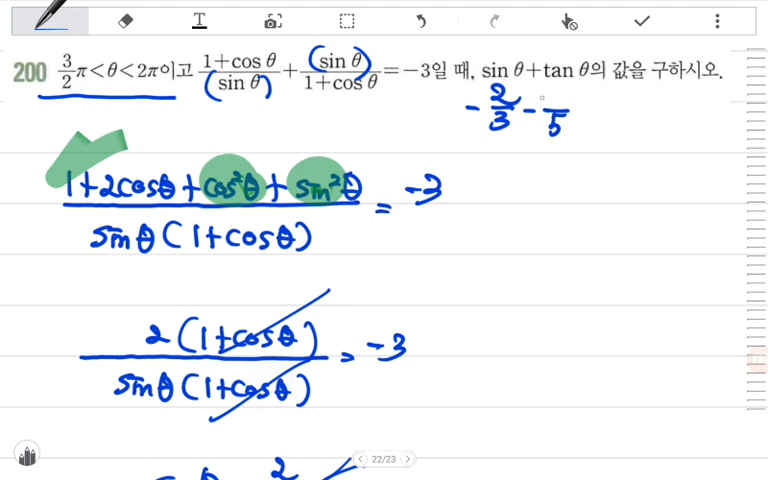 200 3/2 π<θ<2π이고 (1+cos θ)/(sin θ) + (sin θ)/(1+cos θ) = −3일 때, sin θ+tan θ의 값을 구하시오.
- 2/3 - /5
(1+2cosθ+cos²θ+sin²θ)/(sinθ(1+cosθ)) = -3
2(1+cosθ)/(sinθ(1+cosθ)) = -3
2
22/23